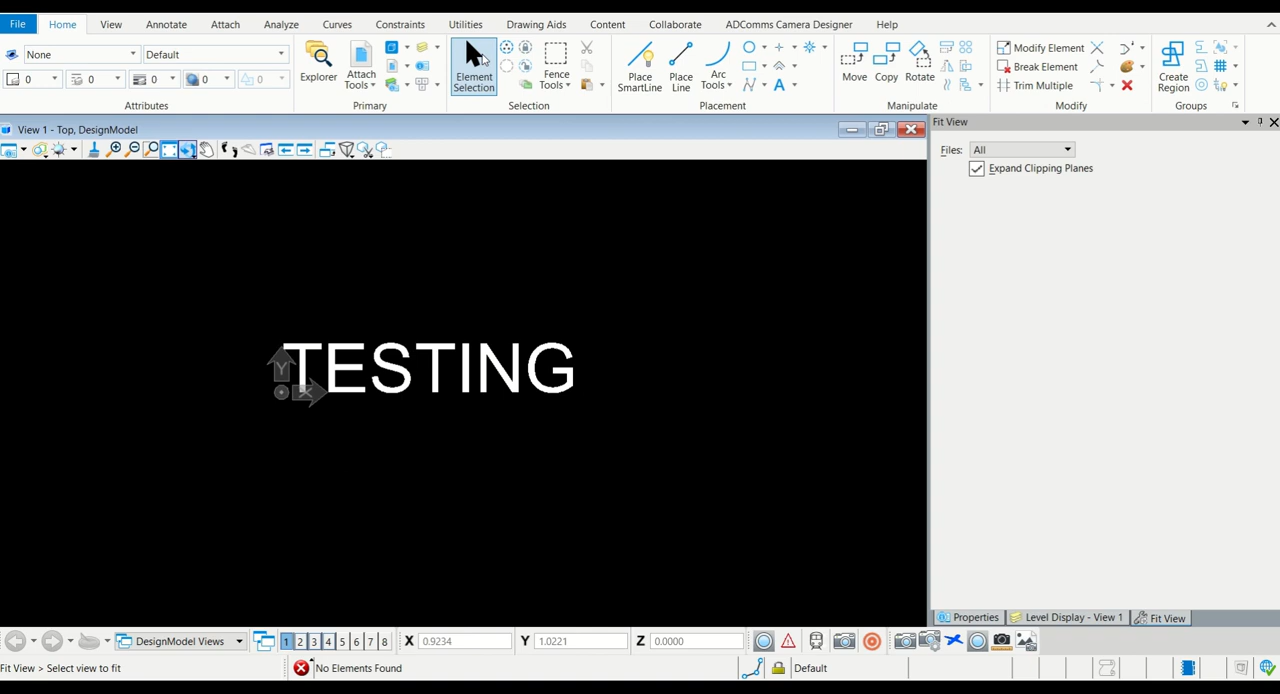 File Home View Annotate Attach Analyze Curves Constraints Utilities Drawing Aids Content Collaborate ADComms Camera Designer Help
None Default
0 0 0 0 0
Explorer Attach Tools Element Selection Fence Tools Place SmartLine Place Line Arc Tools Move Copy Rotate Modify Element Break Element Trim Multiple Create Region
Attributes Primary Selection Placement Manipulate Modify Groups
View 1 - Top, DesignModel
Fit View
Files: All
Expand Clipping Planes
TESTING
Y
X
Properties Level Display - View 1 Fit View
DesignModel Views 1 2 3 4 5 6 7 8 X 0.9234 Y 1.0221 Z 0.0000
Fit View > Select view to fit No Elements Found Default